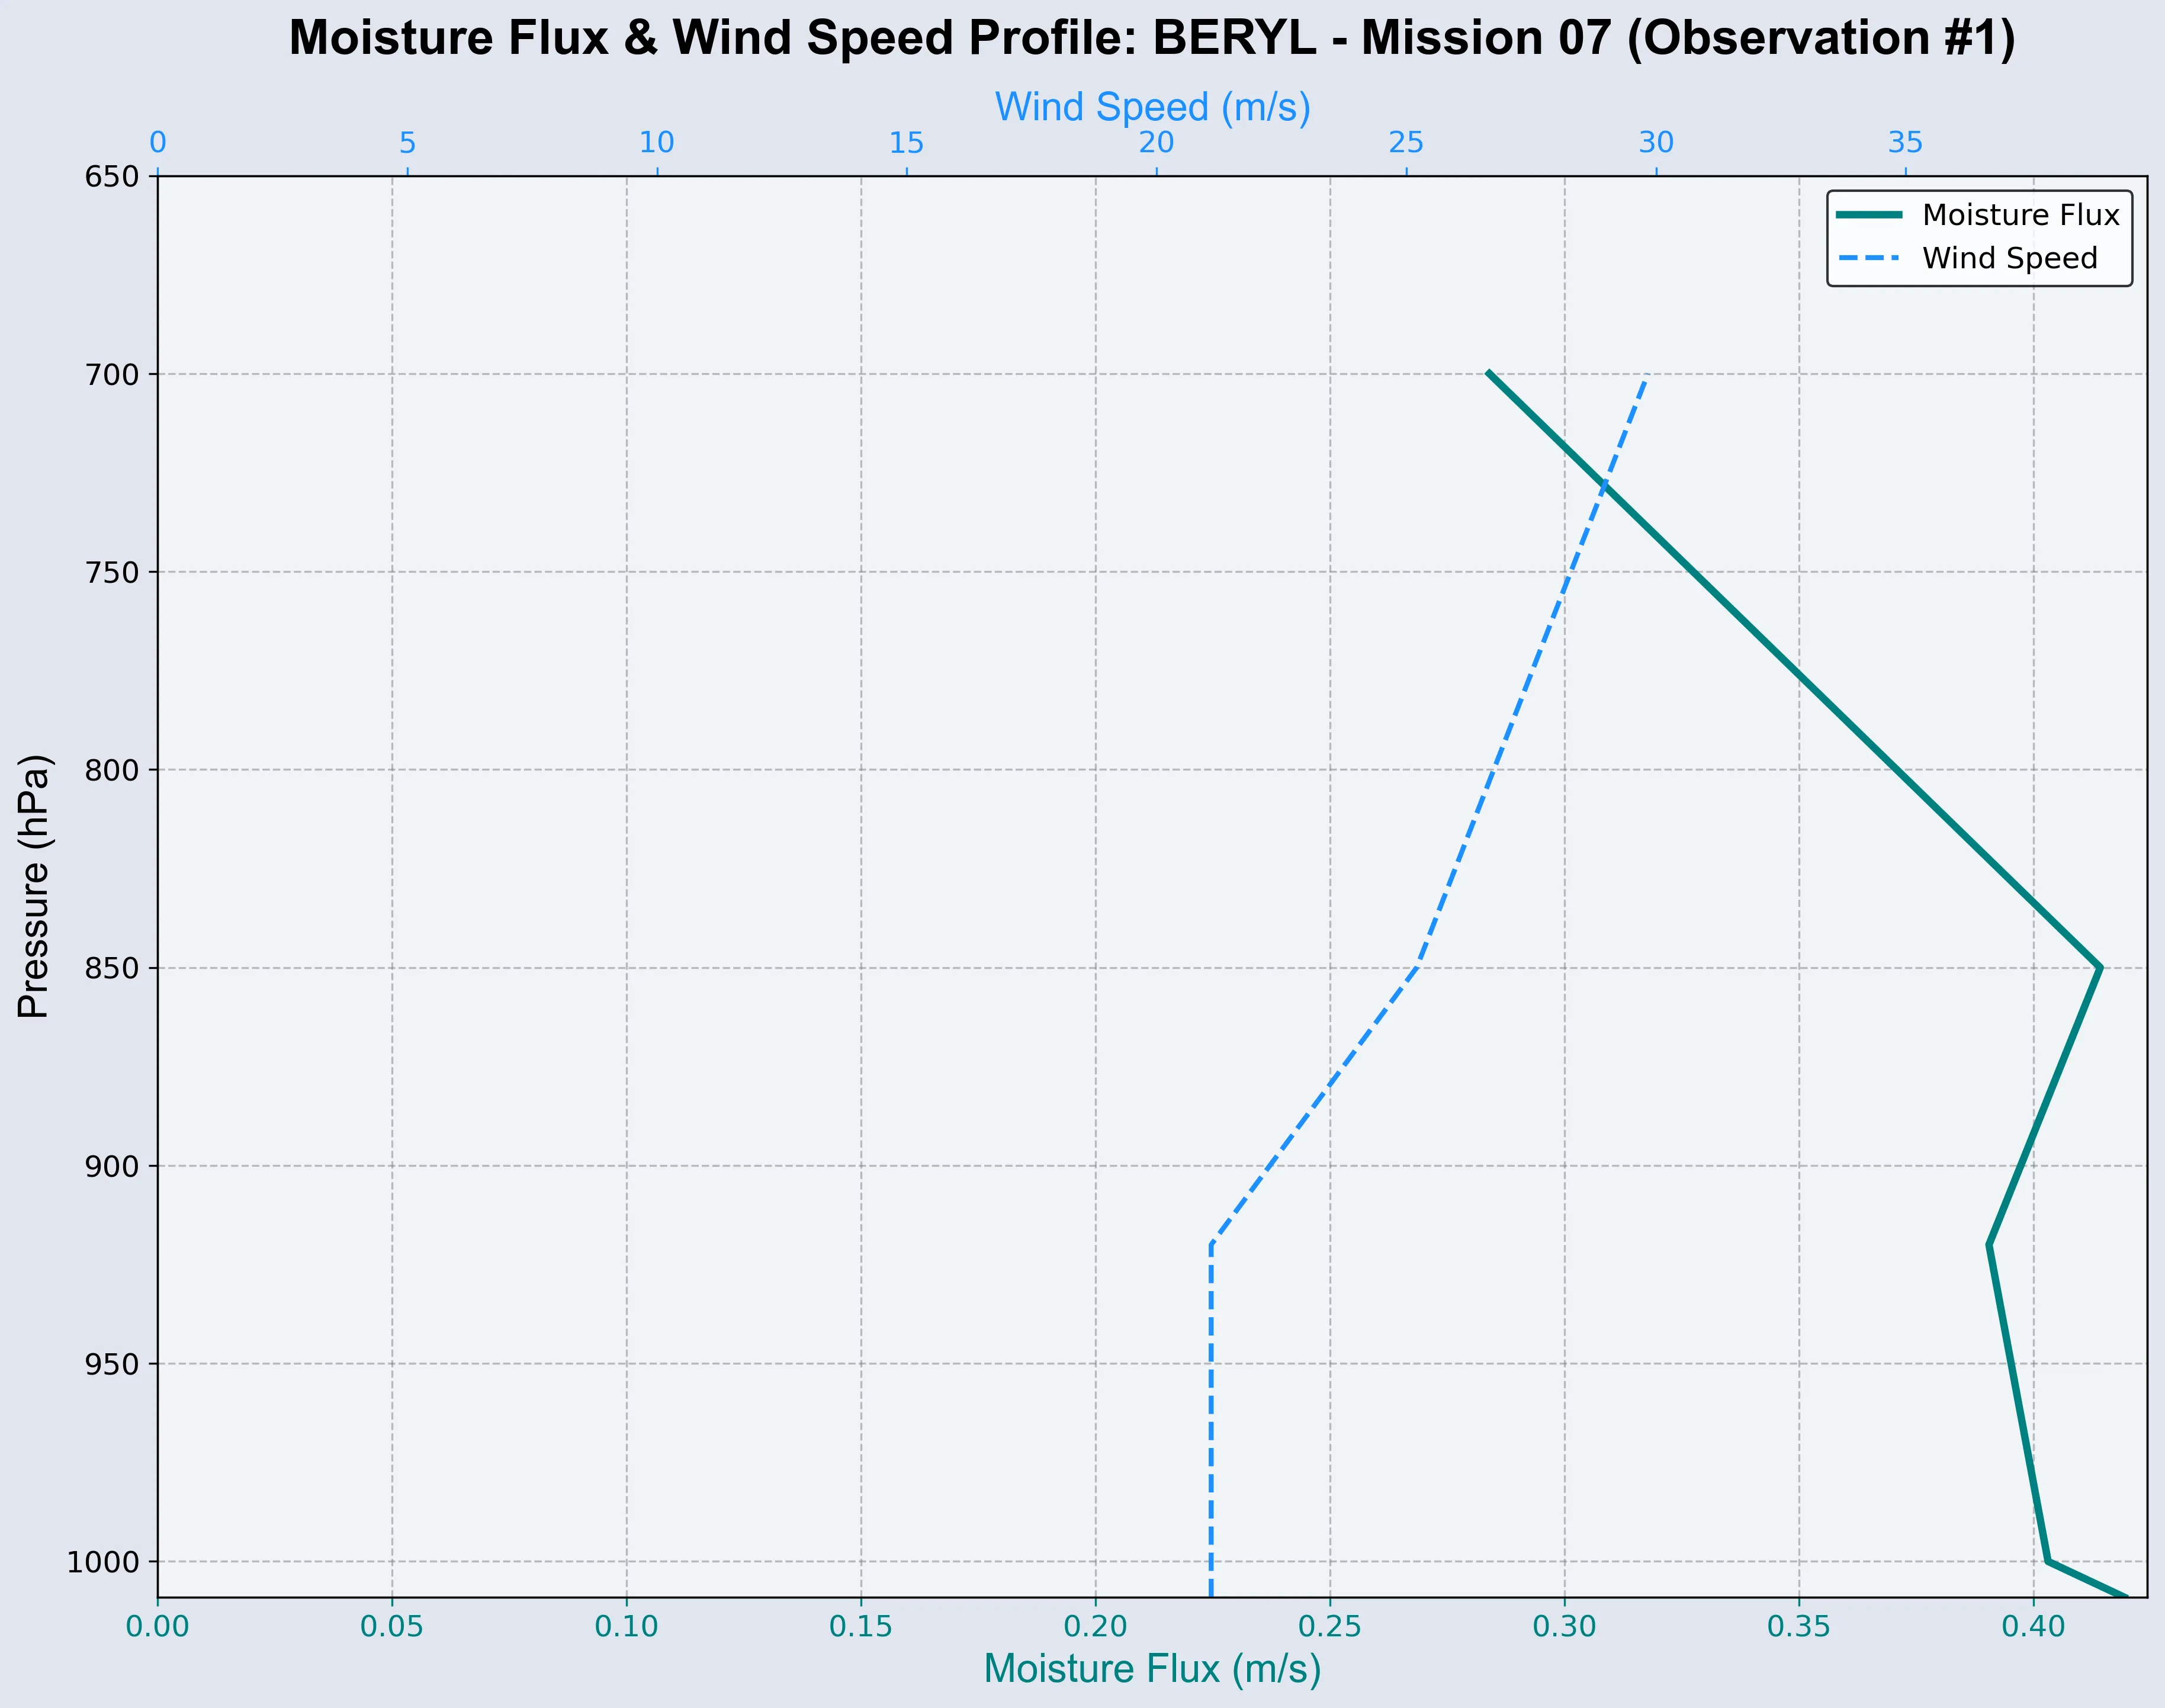 Moisture Flux & Wind Speed Profile: BERYL - Mission 07 (Observation #1)
Wind Speed (m/s)
0 5 10 15 20 25 30 35
Moisture Flux
Wind Speed
Pressure (hPa)
650
700
750
800
850
900
950
1000
0.00 0.05 0.10 0.15 0.20 0.25 0.30 0.35 0.40
Moisture Flux (m/s)